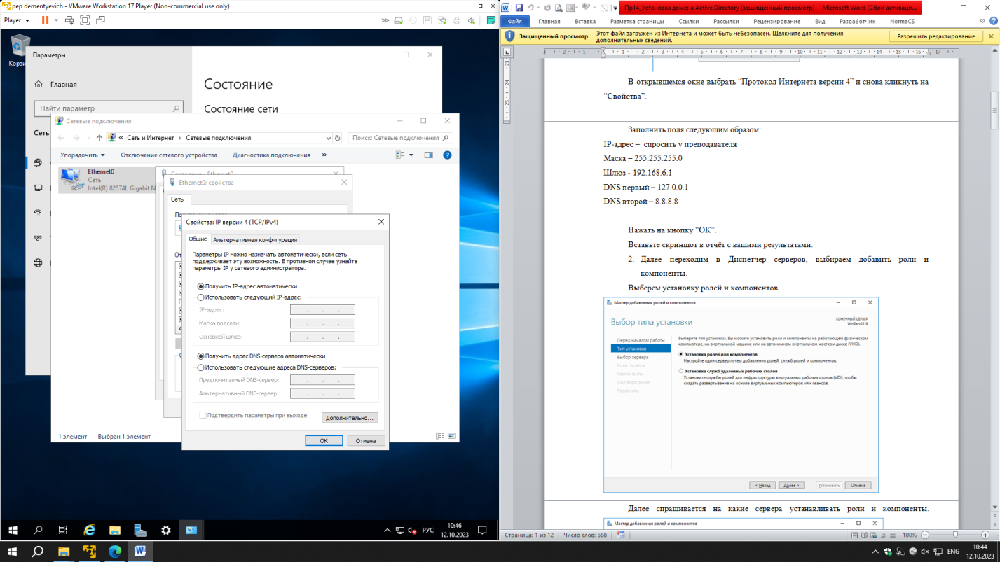 pep dementyevich - VMware Workstation 17 Player (Non-commercial use only)
Player
Параметры
Главная
Найти параметр
Сеть
Состояние
Состояние сети
Сетевые подключения
Сеть и Интернет
Сетевые подключения
Поиск: Сетевые подключения
Упорядочить
Отключение сетевого устройства
Диагностика подключения
»
Ethernet0
Сеть
Intel(R) 82574L Gigabit N
Состояние - Ethernet0
Ethernet0: свойства
Сеть
Свойства: IP версии 4 (TCP/IPv4)
Общие
Альтернативная конфигурация
Параметры IP можно назначать автоматически, если сеть
поддерживает эту возможность. В противном случае узнайте
параметры IP у сетевого администратора.
Получить IP-адрес автоматически
Использовать следующий IP-адрес:
IP-адрес:
Маска подсети:
Основной шлюз:
Получить адрес DNS-сервера автоматически
Использовать следующие адреса DNS-серверов:
Предпочитаемый DNS-сервер:
Альтернативный DNS-сервер:
Подтвердить параметры при выходе
Дополнительно...
ОК
Отмена
1 элемент
Выбран 1 элемент
РУС
10:46
12.10.2023
Пр14_Установка домена Active Directory (защищенный просмотр) - Microsoft Word (Сбой активаци...
Файл
Главная
Вставка
Разметка страницы
Ссылки
Рассылки
Рецензирование
Вид
Разработчик
NormaCS
Защищенный просмотр
Этот файл загружен из Интернета и может быть небезопасен. Щелкните для получения
дополнительных сведений.
Разрешить редактирование
В открывшемся окне выбрать “Протокол Интернета версии 4” и снова кликнуть на
“Свойства”.
Заполнить поля следующим образом:
IP-адрес – спросить у преподавателя
Маска – 255.255.255.0
Шлюз - 192.168.6.1
DNS первый – 127.0.0.1
DNS второй – 8.8.8.8
Нажать на кнопку “ОК”.
Вставьте скриншот в отчёт с вашими результатами.
2. Далее переходим в Диспетчер серверов, выбираем добавить роли и
компоненты.
Выберем установку ролей и компонентов.
Мастер добавления ролей и компонентов
Выбор типа установки
КОНЕЧНЫЙ СЕРВЕР
WinServ2016
Перед началом работы
Тип установки
Выбор сервера
Роли сервера
Компоненты
Подтверждение
Результаты
Выберите тип установки. Вы можете установить роли и компоненты на работающем физическом
компьютере, на виртуальной машине или на автономном виртуальном жестком диске (VHD).
Установка ролей или компонентов
Настройте один сервер путем добавления ролей, служб ролей и компонентов.
Установка служб удаленных рабочих столов
Установите службы ролей для инфраструктуры виртуальных рабочих столов (VDI), чтобы
создать развертывание на основе виртуальных компьютеров или сеансов.
< Назад
Далее >
Установить
Отмена
Далее спрашивается на какие сервера устанавливать роли и компоненты.
Мастер добавления ролей и компонентов
Страница: 1 из 12
Число слов: 568
100%
ENG
10:44
12.10.2023